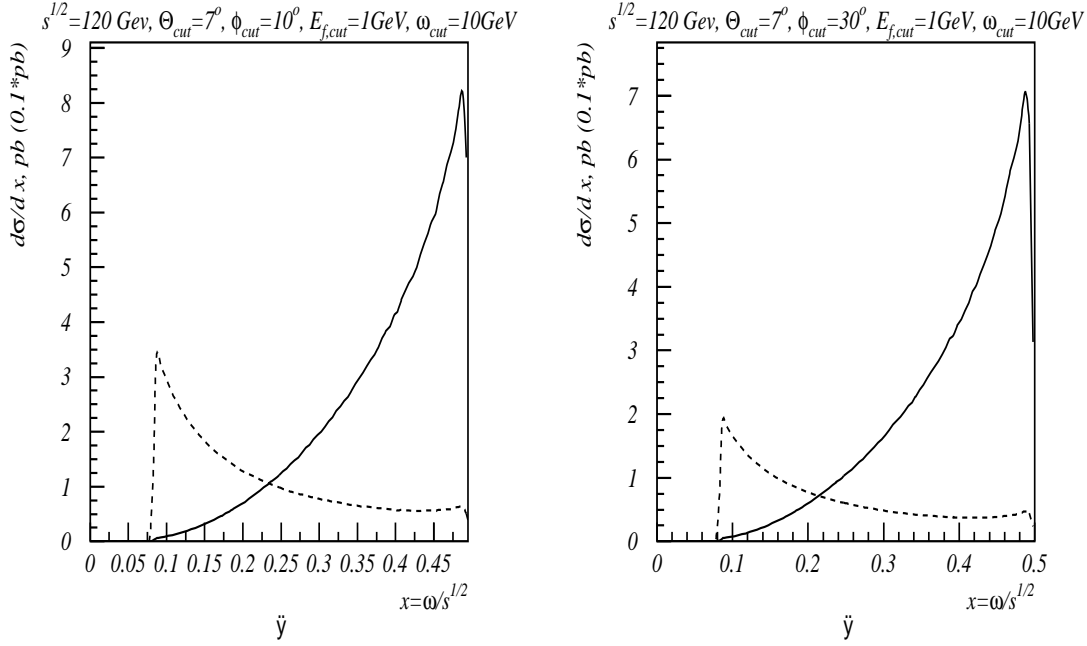 s^{1/2}=120 Gev, Θ_{cut}=7°, ϕ_{cut}=10°, E_{f,cut}=1GeV, ω_{cut}=10GeV
dσ/d x, pb (0.1*pb)
9
8
7
6
5
4
3
2
1
0
0 0.05 0.1 0.15 0.2 0.25 0.3 0.35 0.4 0.45
x=ω/s^{1/2}
ÿ
s^{1/2}=120 GeV, Θ_{cut}=7°, ϕ_{cut}=30°, E_{f,cut}=1GeV, ω_{cut}=10GeV
dσ/d x, pb (0.1*pb)
7
6
5
4
3
2
1
0
0 0.1 0.2 0.3 0.4 0.5
x=ω/s^{1/2}
ÿ